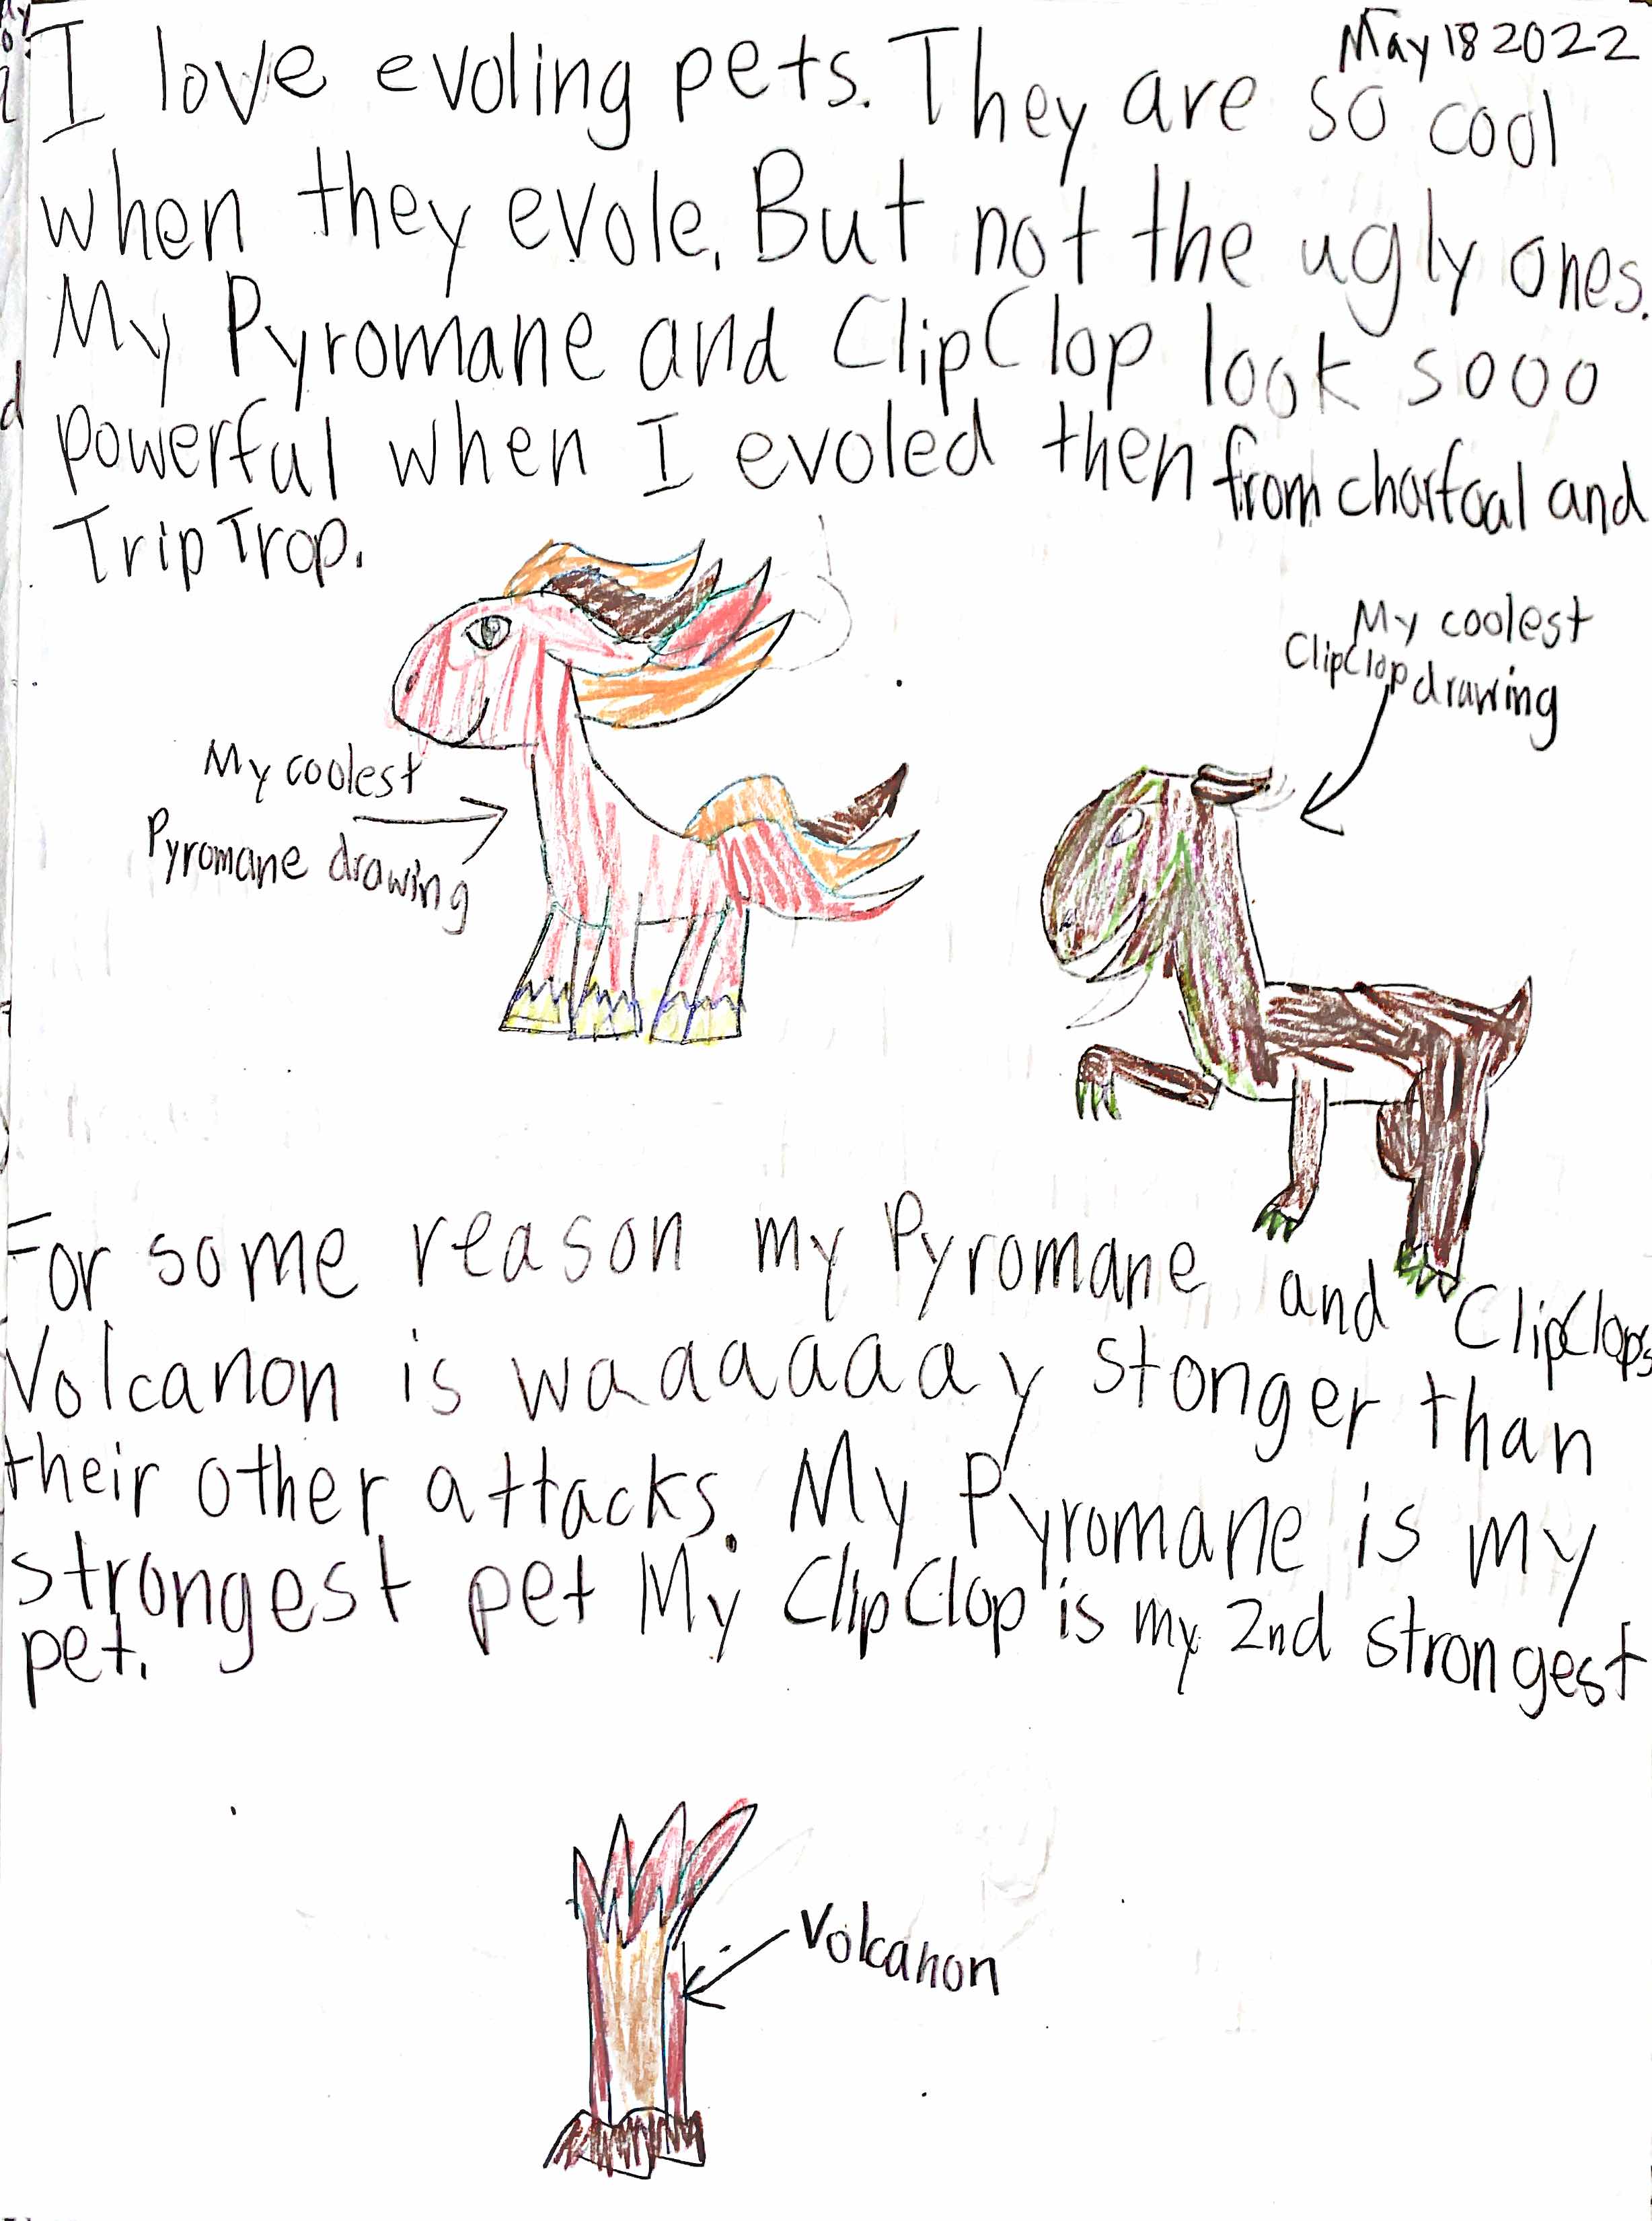 May 18 2022
I love evoling pets. They are so cool
when they evole. But not the ugly ones.
My Pyromane and ClipClop look sooo
powerful when I evoled then from charfoal and
Trip Trop.
My coolest
ClipClop drawing
My coolest
Pyromane drawing
For some reason my Pyromane and ClipClops
Volcanon is waaaaaay stonger than
their other attacks. My Pyromane is my
strongest pet My ClipClop is my 2nd strongest
pet.
Volcanon